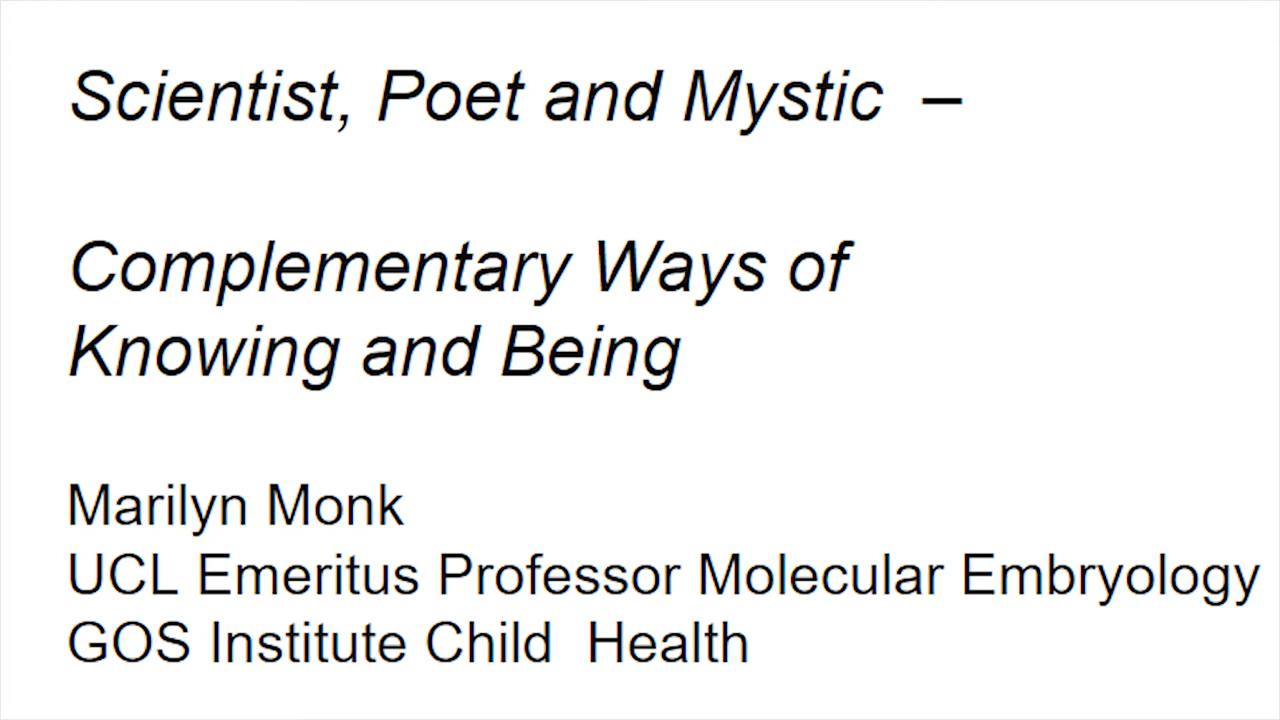 Scientist, Poet and Mystic –
Complementary Ways of
Knowing and Being
Marilyn Monk
UCL Emeritus Professor Molecular Embryology
GOS Institute Child Health